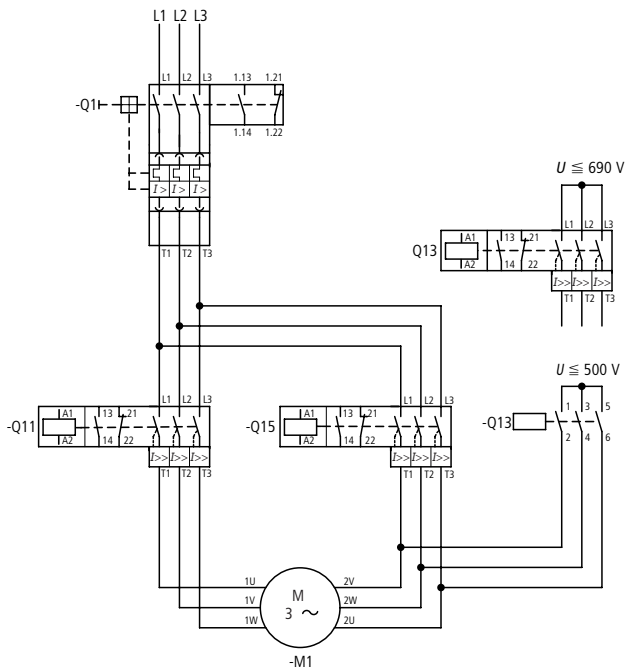 L1 L2 L3
L1 L2 L3 1.13 1.21
-Q1
1.14 1.22
I> I> I>
T1 T2 T3
U ≦ 690 V
L1 L2 L3
A1 13 21
Q13
A2 14 22
I>> I>> I>>
T1 T2 T3
U ≦ 500 V
L1 L2 L3
A1 13 21
-Q11
A2 14 22
I>> I>> I>>
T1 T2 T3
L1 L2 L3
A1 13 21
-Q15
A2 14 22
I>> I>> I>>
T1 T2 T3
1 3 5
-Q13
2 4 6
1U 2V
M
1V 3 ~ 2W
1W 2U
-M1